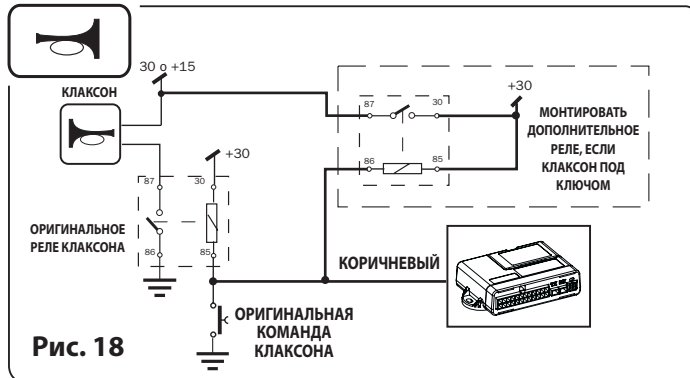 30 о +15
КЛАКСОН
87
30
+30
МОНТИРОВАТЬ
ДОПОЛНИТЕЛЬНОЕ
РЕЛЕ, ЕСЛИ
КЛАКСОН ПОД
КЛЮЧОМ
86
85
+30
87
30
ОРИГИНАЛЬНОЕ
РЕЛЕ КЛАКСОНА
86
85
КОРИЧНЕВЫЙ
ОРИГИНАЛЬНАЯ
КОМАНДА
КЛАКСОНА
Рис. 18